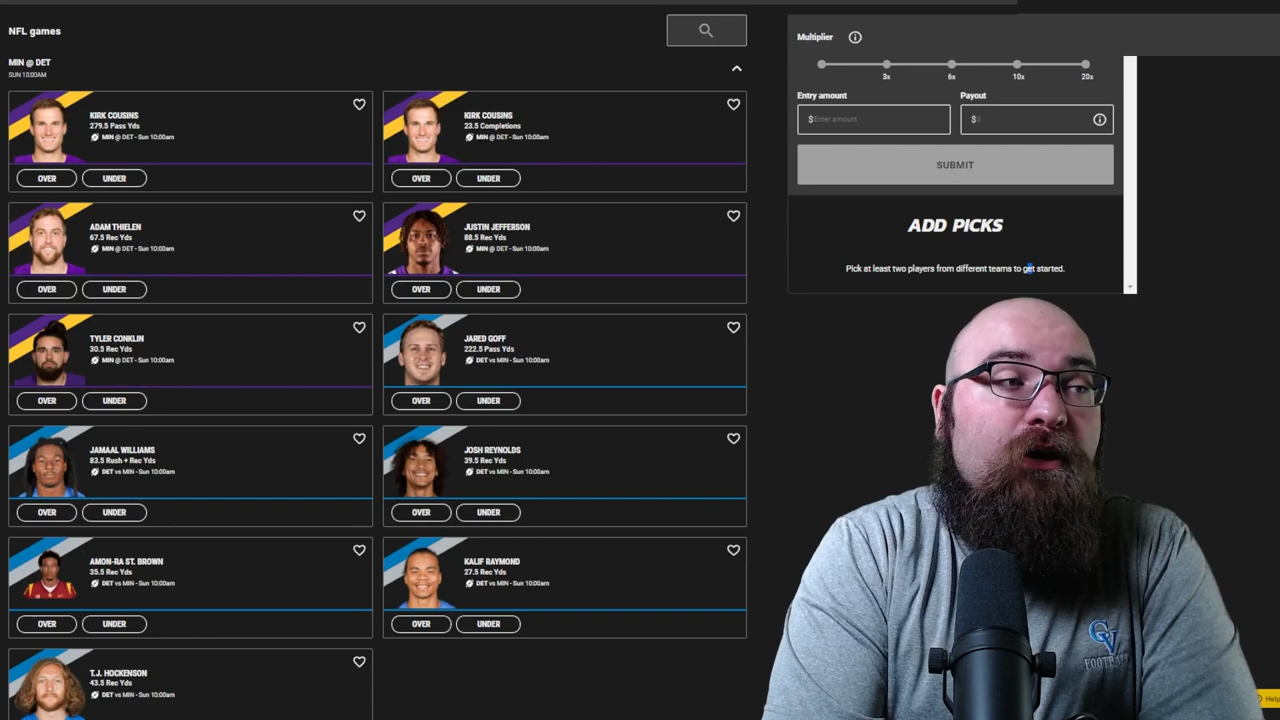 NFL games
MIN @ DET
SUN 10:00AM
KIRK COUSINS
279.5 Pass Yds
MIN @ DET - Sun 10:00am
OVER
UNDER
KIRK COUSINS
23.5 Completions
MIN @ DET - Sun 10:00am
OVER
UNDER
ADAM THIELEN
67.5 Rec Yds
MIN @ DET - Sun 10:00am
OVER
UNDER
JUSTIN JEFFERSON
88.5 Rec Yds
MIN @ DET - Sun 10:00am
OVER
UNDER
TYLER CONKLIN
30.5 Rec Yds
MIN @ DET - Sun 10:00am
OVER
UNDER
JARED GOFF
222.5 Pass Yds
DET vs MIN - Sun 10:00am
OVER
UNDER
JAMAAL WILLIAMS
83.5 Rush + Rec Yds
DET vs MIN - Sun 10:00am
OVER
UNDER
JOSH REYNOLDS
39.5 Rec Yds
DET vs MIN - Sun 10:00am
OVER
UNDER
AMON-RA ST. BROWN
35.5 Rec Yds
DET vs MIN - Sun 10:00am
OVER
UNDER
KALIF RAYMOND
27.5 Rec Yds
DET vs MIN - Sun 10:00am
OVER
UNDER
T.J. HOCKENSON
43.5 Rec Yds
DET vs MIN - Sun 10:00am
Multiplier
3x 6x 10x 20x
Entry amount
$Enter amount
Payout
$0
SUBMIT
ADD PICKS
Pick at least two players from different teams to get started.
GV
FOOTBALL
Help